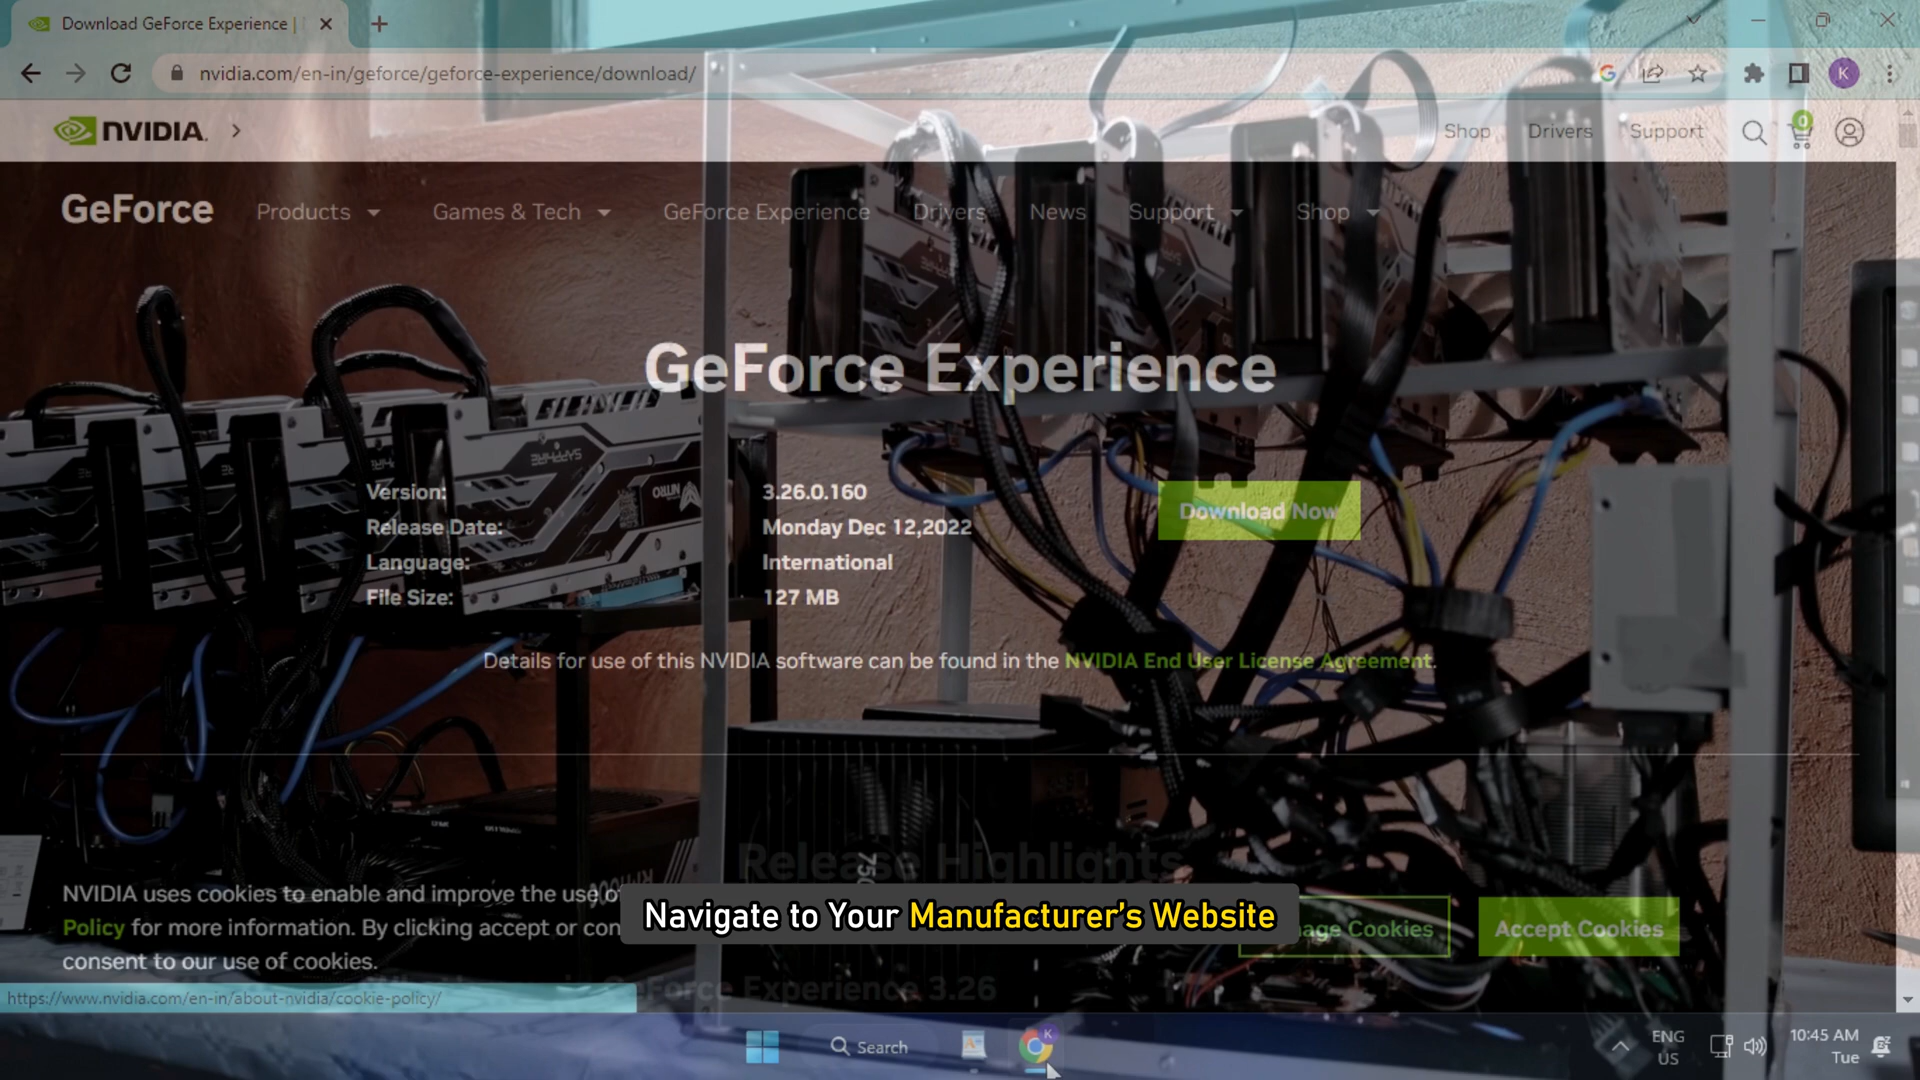 Download GeForce Experience |
nvidia.com/en-in/geforce/geforce-experience/download/
K
NVIDIA.
Shop Drivers Support
0
GeForce Products Games & Tech GeForce Experience Drivers News Support Shop
GeForce Experience
Version: 3.26.0.160
Download Now
Release Date: Monday Dec 12,2022
Language: International
File Size: 127 MB
Details for use of this NVIDIA software can be found in the NVIDIA End User License Agreement.
Release Highlights
NVIDIA uses cookies to enable and improve the use
Policy for more information. By clicking accept or
consent to our use of cookies.
Cookies
Accept Cookies
Navigate to Your Manufacturer's Website
Experience 3.26
https://www.nvidia.com/en-in/about-nvidia/cookie-policy/
Search
K
ENG
US
10:45 AM
Tue
SAPPHIRE
NITRO